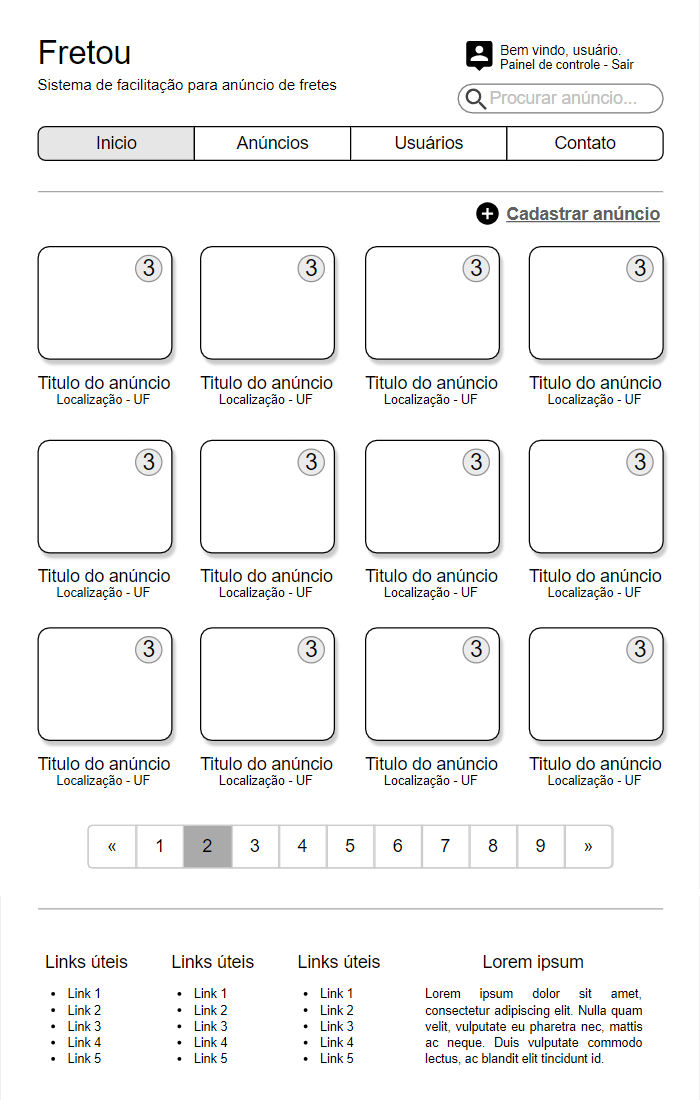 Fretou
Sistema de facilitação para anúncio de fretes
Bem vindo, usuário.
Painel de controle - Sair
Procurar anúncio...
Inicio Anúncios Usuários Contato
Cadastrar anúncio
3 3 3 3
Titulo do anúncio Titulo do anúncio Titulo do anúncio Titulo do anúncio
Localização - UF Localização - UF Localização - UF Localização - UF
3 3 3 3
Titulo do anúncio Titulo do anúncio Titulo do anúncio Titulo do anúncio
Localização - UF Localização - UF Localização - UF Localização - UF
3 3 3 3
Titulo do anúncio Titulo do anúncio Titulo do anúncio Titulo do anúncio
Localização - UF Localização - UF Localização - UF Localização - UF
« 1 2 3 4 5 6 7 8 9 »
Links úteis
• Link 1
• Link 2
• Link 3
• Link 4
• Link 5
Links úteis
• Link 1
• Link 2
• Link 3
• Link 4
• Link 5
Links úteis
• Link 1
• Link 2
• Link 3
• Link 4
• Link 5
Lorem ipsum
Lorem ipsum dolor sit amet,
consectetur adipiscing elit. Nulla quam
velit, vulputate eu pharetra nec, mattis
ac neque. Duis vulputate commodo
lectus, ac blandit elit tincidunt id.